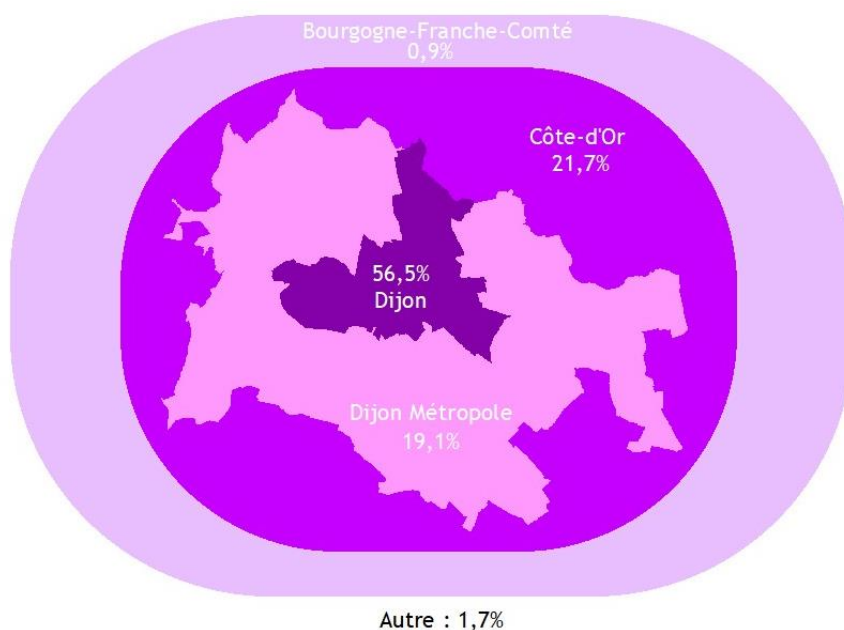 Bourgogne-Franche-Comté
0,9%
Côte-d'Or
21,7%
56,5%
Dijon
Dijon Métropole
19,1%
Autre : 1,7%